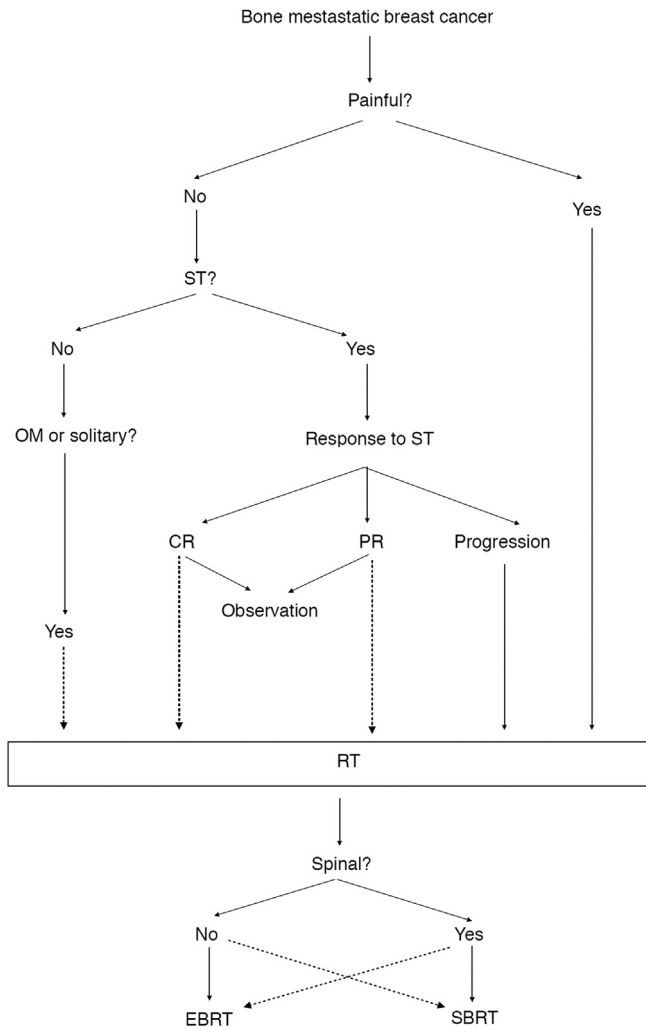 Bone mestastatic breast cancer
Painful?
No
Yes
ST?
No
Yes
OM or solitary?
Response to ST
CR
PR
Progression
Observation
Yes
RT
Spinal?
No
Yes
EBRT
SBRT